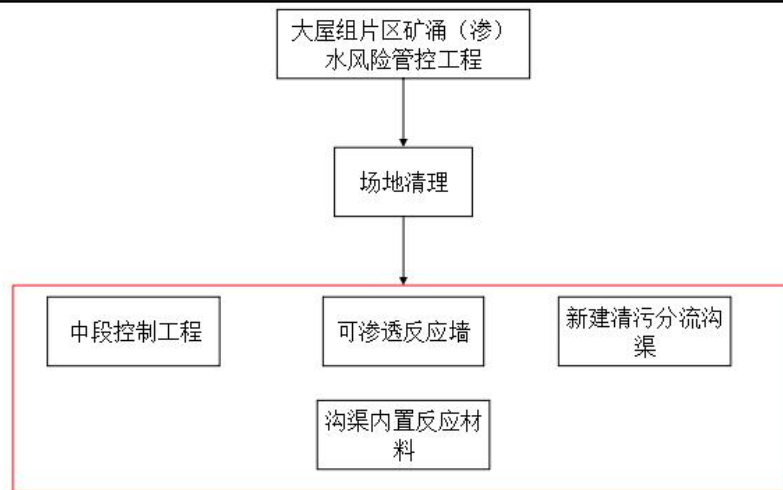 大屋组片区矿涌（渗）
水风险管控工程
场地清理
中段控制工程
可渗透反应墙
新建清污分流沟
渠
沟渠内置反应材
料